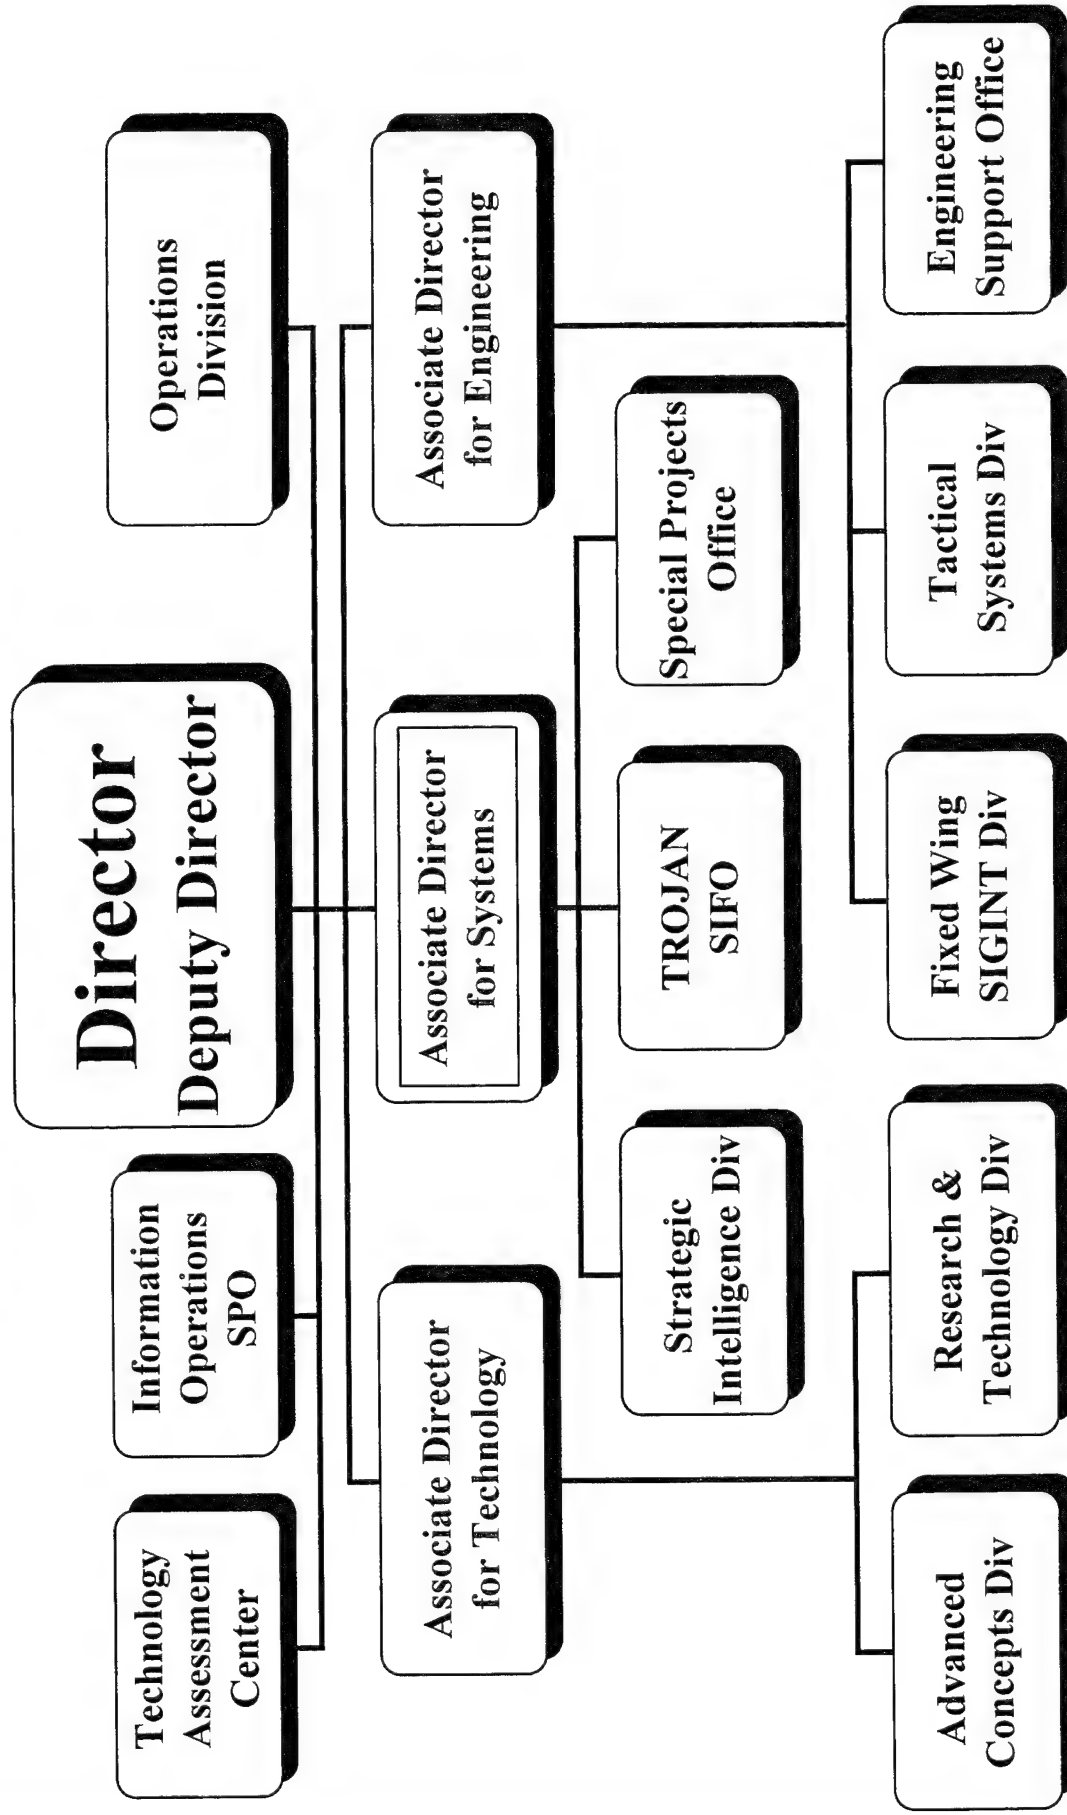 Director
Deputy Director
Technology
Assessment
Center
Information
Operations
SPO
Operations
Division
Associate Director
for Technology
Associate Director
for Systems
Associate Director
for Engineering
Strategic
Intelligence Div
TROJAN
SIFO
Special Projects
Office
Advanced
Concepts Div
Research &
Technology Div
Fixed Wing
SIGINT Div
Tactical
Systems Div
Engineering
Support Office